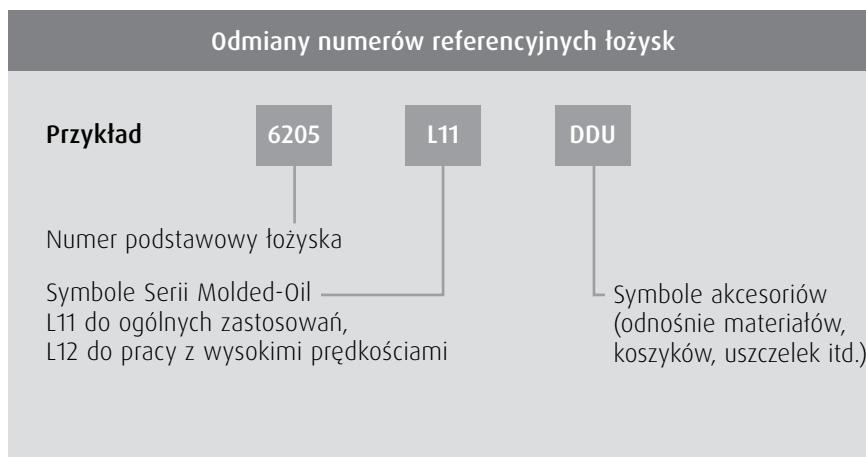 Odmiany numerów referencyjnych łożysk
Przykład 6205 L11 DDU
Numer podstawowy łożyska
Symbole Serii Molded-Oil
L11 do ogólnych zastosowań,
L12 do pracy z wysokimi prędkościami
Symbole akcesoriów
(odnośnie materiałów,
koszyków, uszczelek itd.)